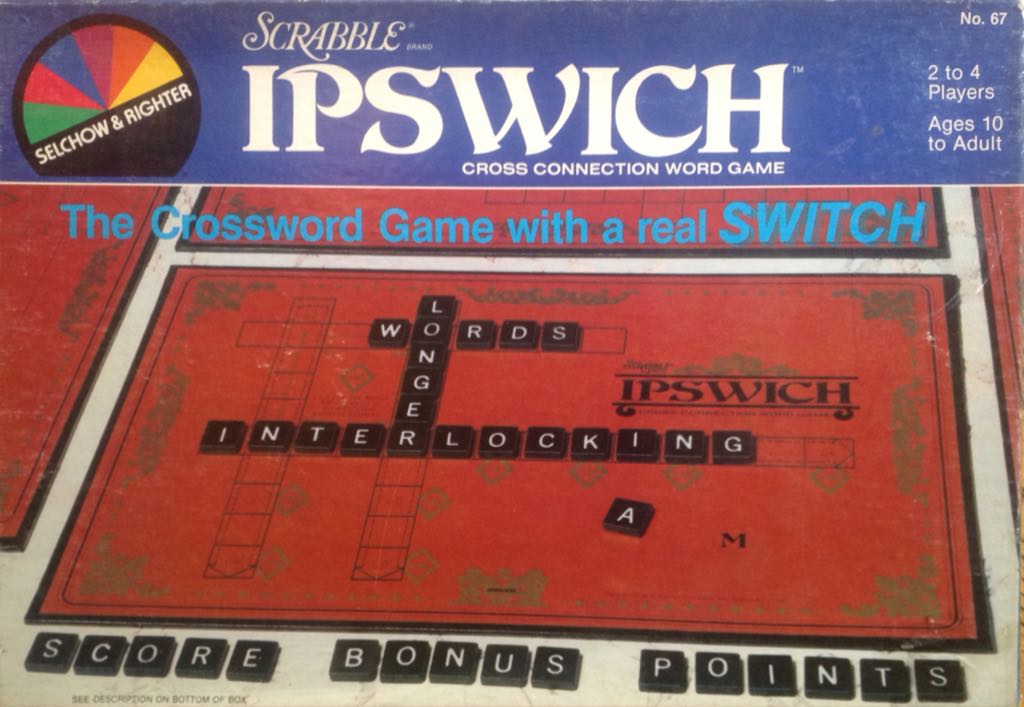 SCRABBLE® BRAND
IPSWICH™
CROSS CONNECTION WORD GAME
No. 67
2 to 4
Players
Ages 10
to Adult
SELCHOW & RIGHTER
The Crossword Game with a real SWITCH
LONGER
WORDS
INTERLOCKING
SCRABBLE
IPSWICH
CROSS CONNECTION WORD GAME
A
M
SCORE BONUS POINTS
SEE DESCRIPTION ON BOTTOM OF BOX